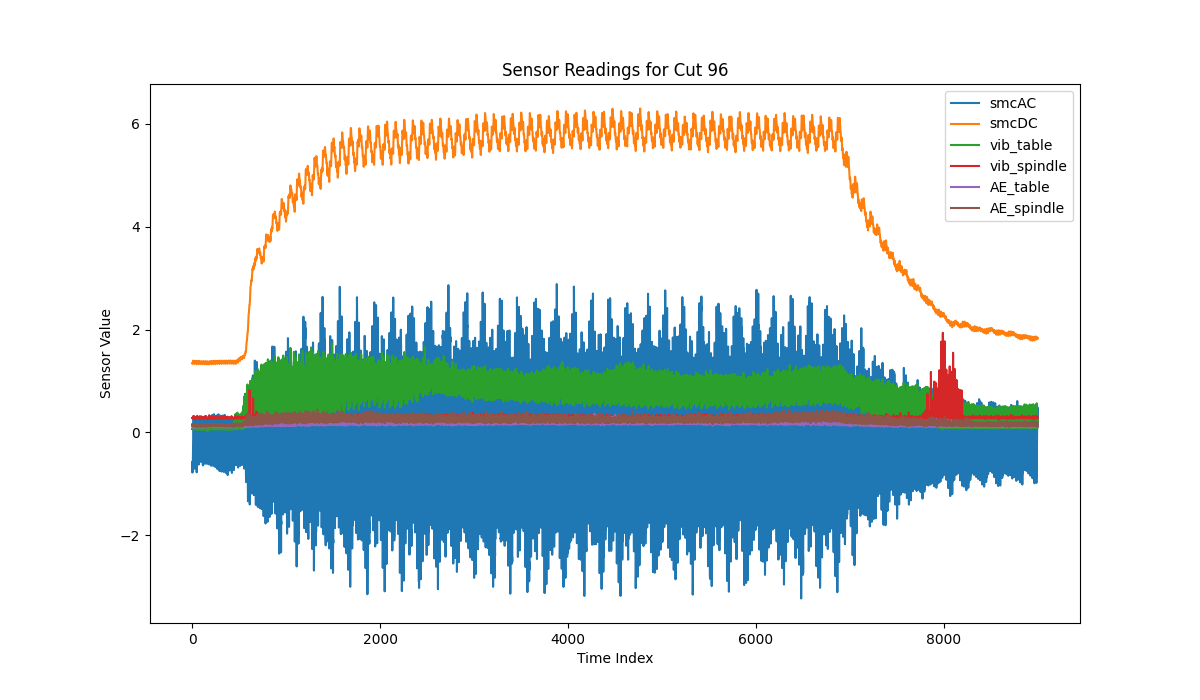 Sensor Readings for Cut 96
smcAC
smcDC
vib_table
vib_spindle
AE_table
AE_spindle
Sensor Value
6
4
2
0
−2
0 2000 4000 6000 8000
Time Index